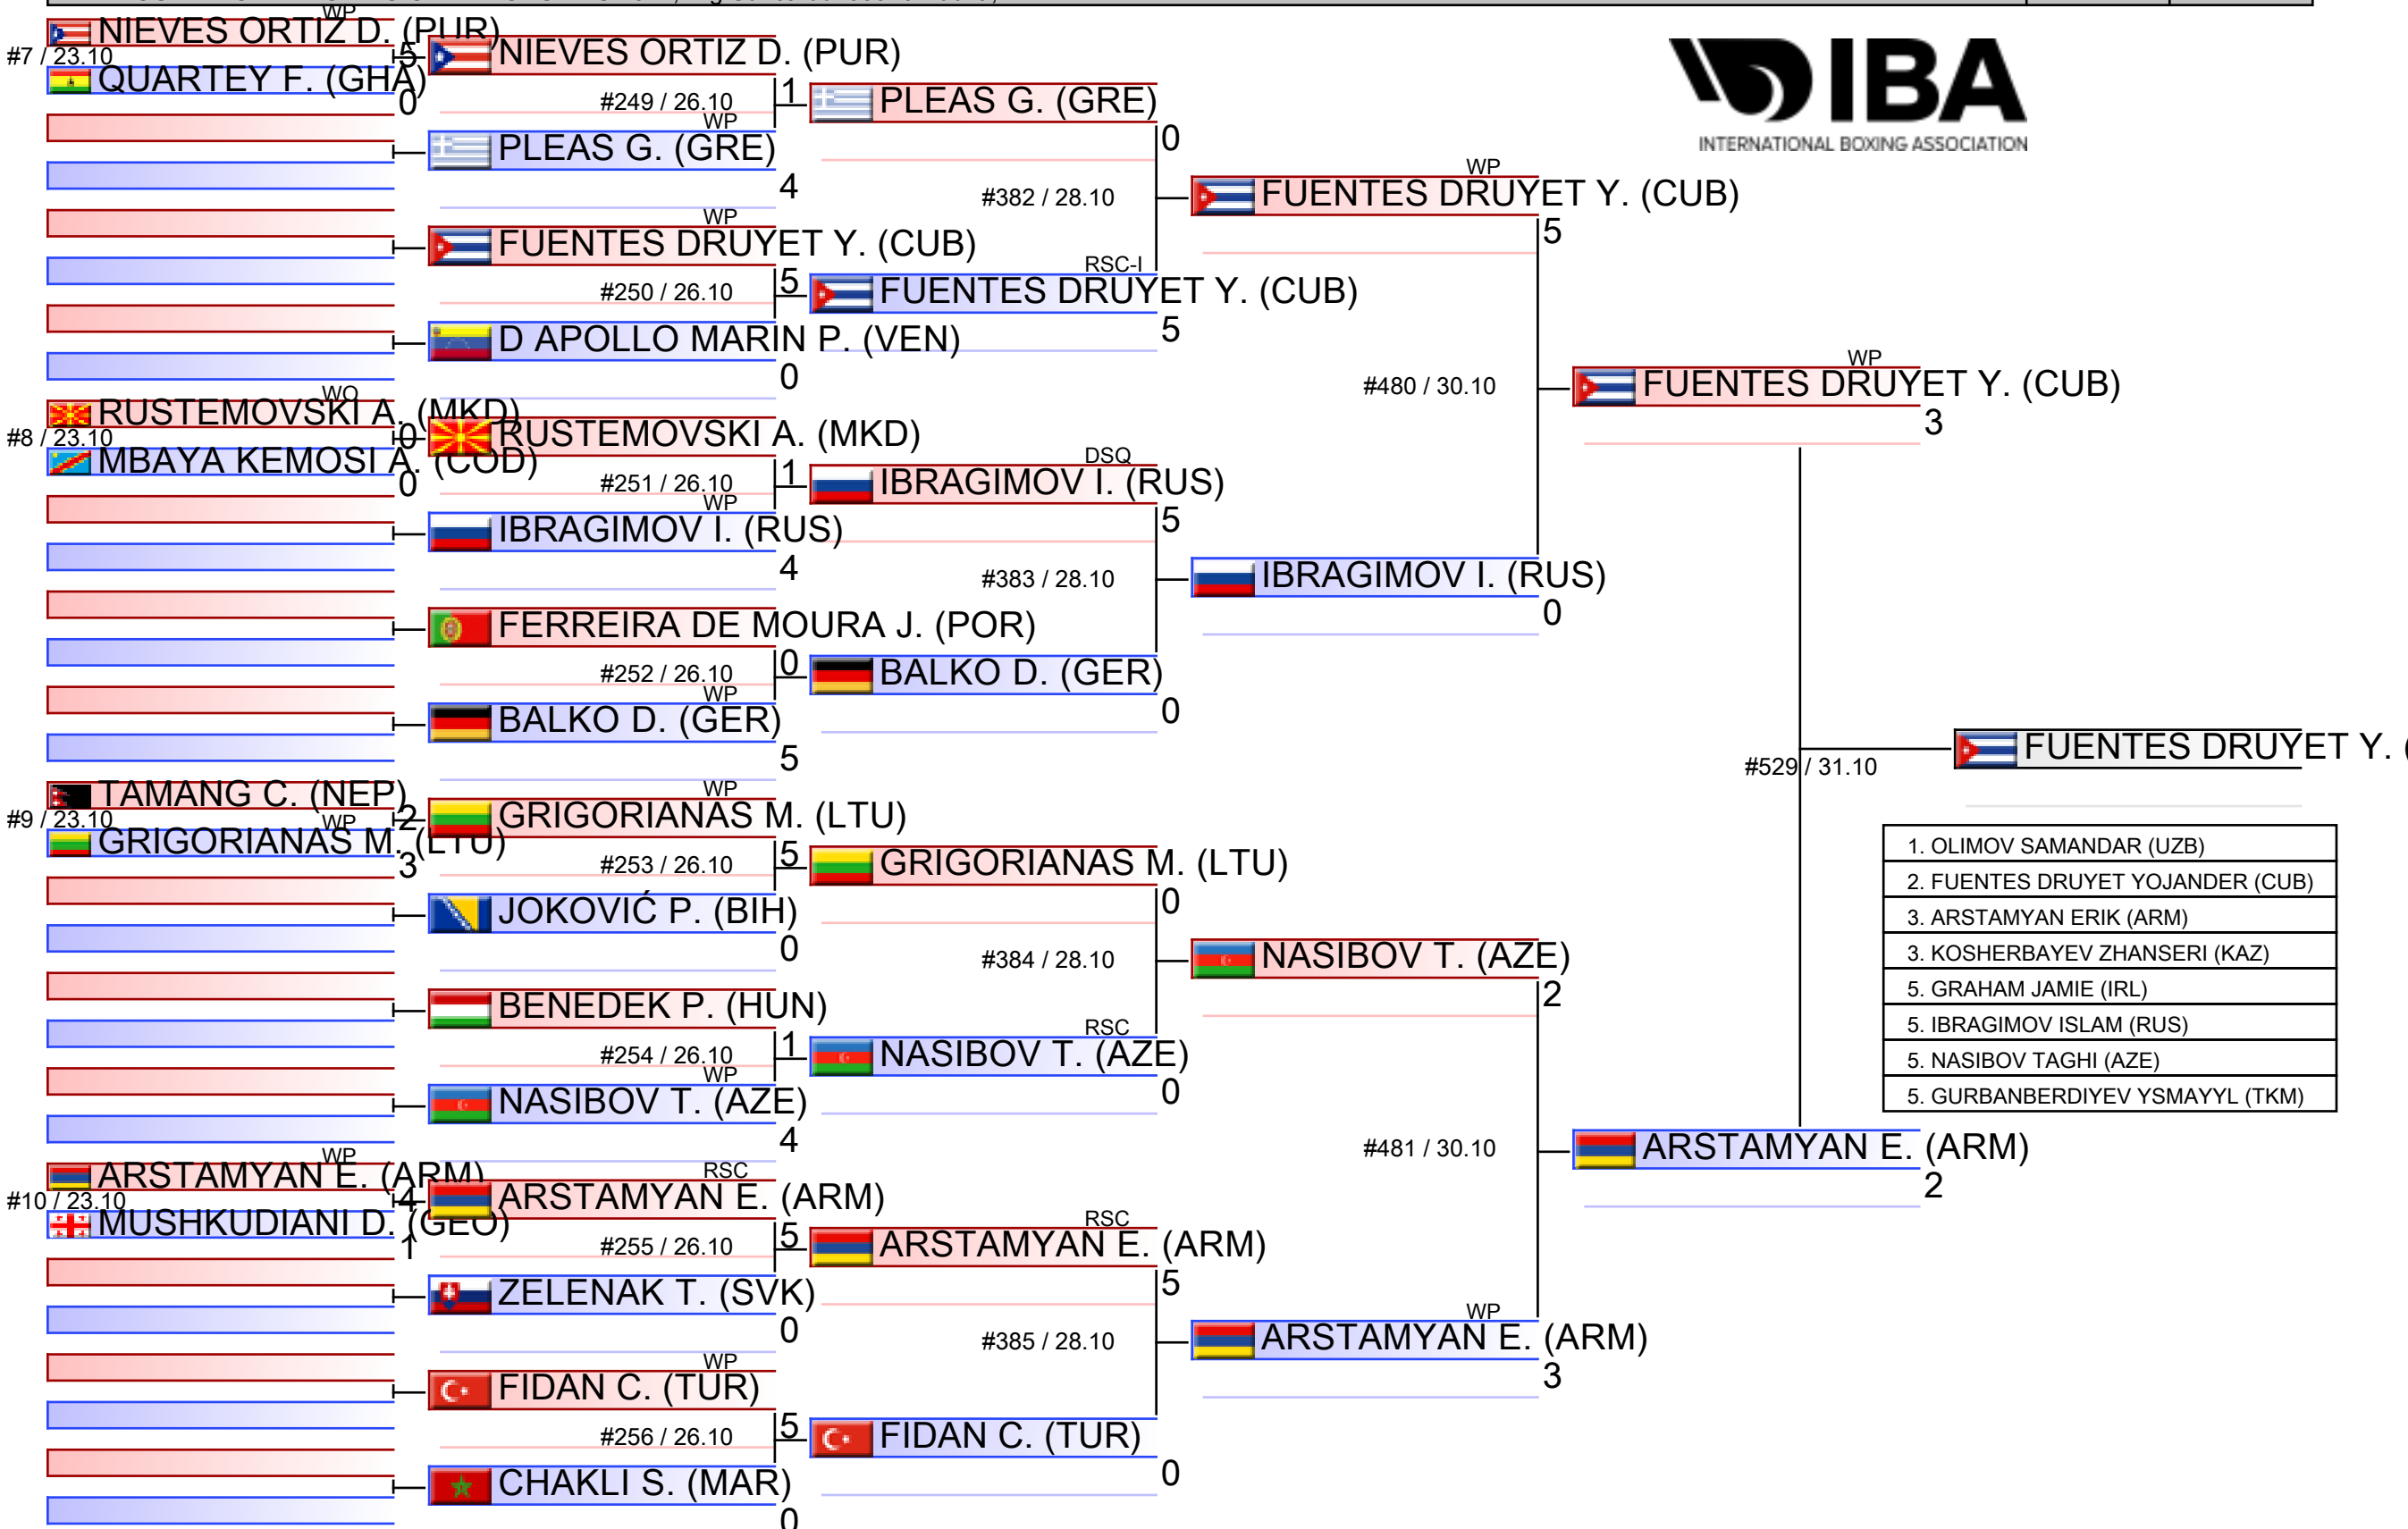 WP
NIEVES ORTIZ D. (PUR)
5
#7 / 23.10
QUARTEY F. (GHA)
0
WO
RUSTEMOVSKI A. (MKD)
0
#8 / 23.10
MBAYA KEMOSI A. (COD)
0
TAMANG C. (NEP)
2
#9 / 23.10
WP
GRIGORIANAS M. (LTU)
3
WP
ARSTAMYAN E. (ARM)
4
#10 / 23.10
MUSHKUDIANI D. (GEO)
1
NIEVES ORTIZ D. (PUR)
1
#249 / 26.10
WP
PLEAS G. (GRE)
4
WP
FUENTES DRUYET Y. (CUB)
5
#250 / 26.10
D APOLLO MARIN P. (VEN)
0
RUSTEMOVSKI A. (MKD)
1
#251 / 26.10
WP
IBRAGIMOV I. (RUS)
4
FERREIRA DE MOURA J. (POR)
0
#252 / 26.10
WP
BALKO D. (GER)
5
WP
GRIGORIANAS M. (LTU)
5
#253 / 26.10
JOKOVIĆ P. (BIH)
0
BENEDEK P. (HUN)
1
#254 / 26.10
WP
NASIBOV T. (AZE)
4
RSC
ARSTAMYAN E. (ARM)
5
#255 / 26.10
ZELENAK T. (SVK)
0
WP
FIDAN C. (TUR)
5
#256 / 26.10
CHAKLI S. (MAR)
0
PLEAS G. (GRE)
0
#382 / 28.10
RSC-I
FUENTES DRUYET Y. (CUB)
5
DSQ
IBRAGIMOV I. (RUS)
5
#383 / 28.10
BALKO D. (GER)
0
GRIGORIANAS M. (LTU)
0
#384 / 28.10
RSC
NASIBOV T. (AZE)
0
RSC
ARSTAMYAN E. (ARM)
5
#385 / 28.10
FIDAN C. (TUR)
0
WP
FUENTES DRUYET Y. (CUB)
5
#480 / 30.10
IBRAGIMOV I. (RUS)
0
NASIBOV T. (AZE)
2
#481 / 30.10
WP
ARSTAMYAN E. (ARM)
3
WP
FUENTES DRUYET Y. (CUB)
3
#529 / 31.10
ARSTAMYAN E. (ARM)
2
FUENTES DRUYET Y. (
IBA
INTERNATIONAL BOXING ASSOCIATION
1. OLIMOV SAMANDAR (UZB)
2. FUENTES DRUYET YOJANDER (CUB)
3. ARSTAMYAN ERIK (ARM)
3. KOSHERBAYEV ZHANSERI (KAZ)
5. GRAHAM JAMIE (IRL)
5. IBRAGIMOV ISLAM (RUS)
5. NASIBOV TAGHI (AZE)
5. GURBANBERDIYEV YSMAYYL (TKM)